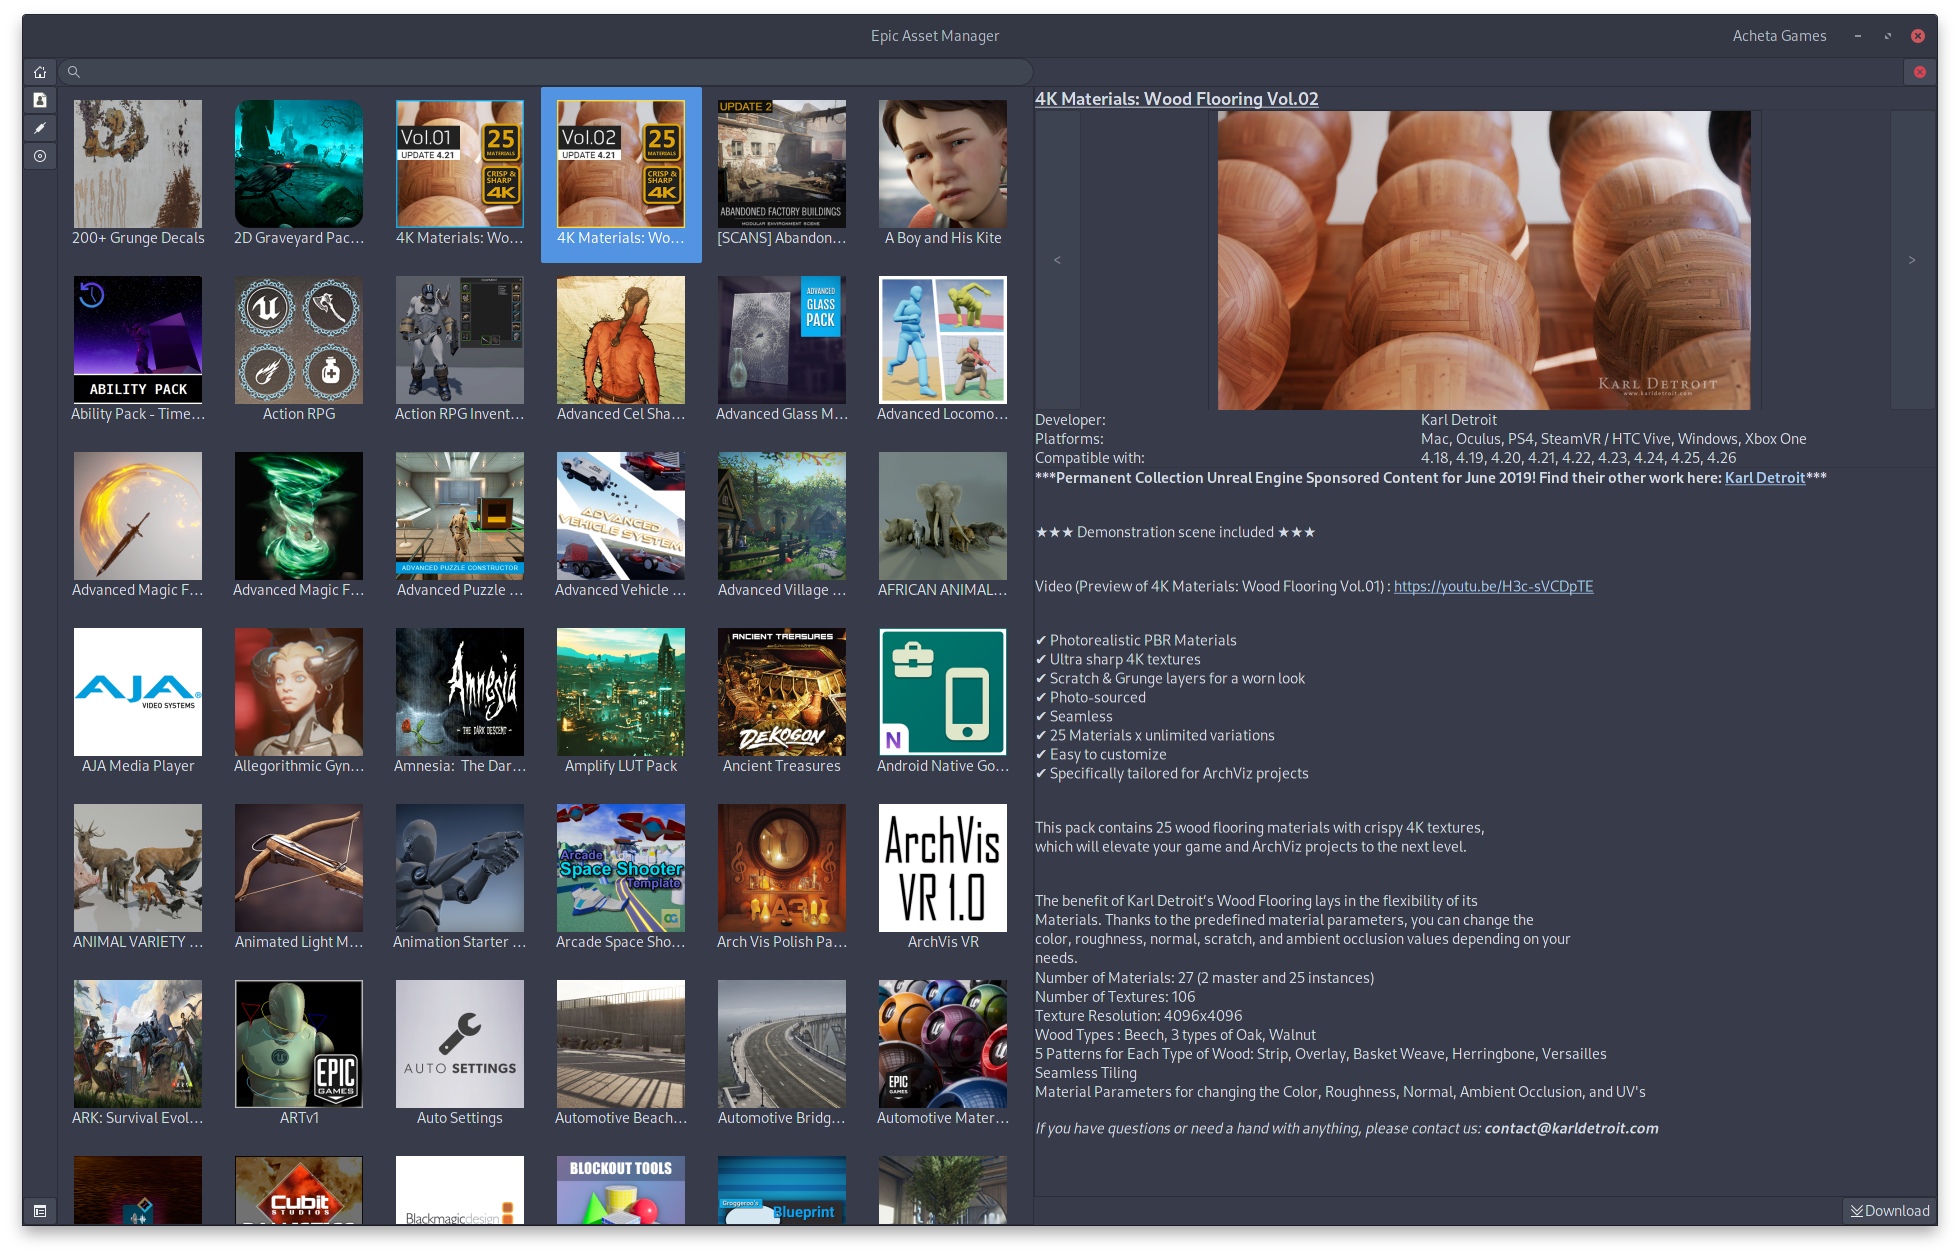 Epic Asset Manager
Acheta Games
UPDATE 2
Vol.01
25
MATERIALS
UPDATE 4.21
CRISP &
SHARP
4K
Vol.02
25
MATERIALS
UPDATE 4.21
CRISP &
SHARP
4K
ABANDONED FACTORY BUILDINGS
MODULAR ENVIRONMENT SCENE
200+ Grunge Decals
2D Graveyard Pac...
4K Materials: Wo...
4K Materials: Wo...
[SCANS] Abandon...
A Boy and His Kite
ADVANCED
GLASS
PACK
ABILITY PACK
Ability Pack - Time...
Action RPG
Action RPG Invent...
Advanced Cel Sha...
Advanced Glass M...
Advanced Locomo...
ADVANCED
VEHICLE SYSTEM
ADVANCED PUZZLE CONSTRUCTOR
Advanced Magic F...
Advanced Magic F...
Advanced Puzzle ...
Advanced Vehicle ...
Advanced Village ...
AFRICAN ANIMAL...
AJA
VIDEO SYSTEMS
Amnesia
- THE DARK DESCENT -
ANCIENT TREASURES
DEKOGON
N
AJA Media Player
Allegorithmic Gyn...
Amnesia: The Dar...
Amplify LUT Pack
Ancient Treasures
Android Native Go...
Arcade
Space Shooter
Template
OG
ArchVis
VR 1.0
ANIMAL VARIETY ...
Animated Light M...
Animation Starter ...
Arcade Space Sho...
Arch Vis Polish Pa...
ArchVis VR
EPIC
GAMES
AUTO SETTINGS
EPIC
GAMES
ARK: Survival Evol...
ARTv1
Auto Settings
Automotive Beach...
Automotive Bridg...
Automotive Mater...
Cubit
STUDIOS
Blackmagicdesign
BLOCKOUT TOOLS
Groggeroo's
Blueprint
4K Materials: Wood Flooring Vol.02
<
>
KARL DETROIT
www.karldetroit.com
Developer: Karl Detroit
Platforms: Mac, Oculus, PS4, SteamVR / HTC Vive, Windows, Xbox One
Compatible with: 4.18, 4.19, 4.20, 4.21, 4.22, 4.23, 4.24, 4.25, 4.26
***Permanent Collection Unreal Engine Sponsored Content for June 2019! Find their other work here: Karl Detroit***
★★★ Demonstration scene included ★★★
Video (Preview of 4K Materials: Wood Flooring Vol.01) : https://youtu.be/H3c-sVCDpTE
✔ Photorealistic PBR Materials
✔ Ultra sharp 4K textures
✔ Scratch & Grunge layers for a worn look
✔ Photo-sourced
✔ Seamless
✔ 25 Materials x unlimited variations
✔ Easy to customize
✔ Specifically tailored for ArchViz projects
This pack contains 25 wood flooring materials with crispy 4K textures,
which will elevate your game and ArchViz projects to the next level.
The benefit of Karl Detroit's Wood Flooring lays in the flexibility of its
Materials. Thanks to the predefined material parameters, you can change the
color, roughness, normal, scratch, and ambient occlusion values depending on your
needs.
Number of Materials: 27 (2 master and 25 instances)
Number of Textures: 106
Texture Resolution: 4096x4096
Wood Types : Beech, 3 types of Oak, Walnut
5 Patterns for Each Type of Wood: Strip, Overlay, Basket Weave, Herringbone, Versailles
Seamless Tiling
Material Parameters for changing the Color, Roughness, Normal, Ambient Occlusion, and UV's
If you have questions or need a hand with anything, please contact us: contact@karldetroit.com
Download